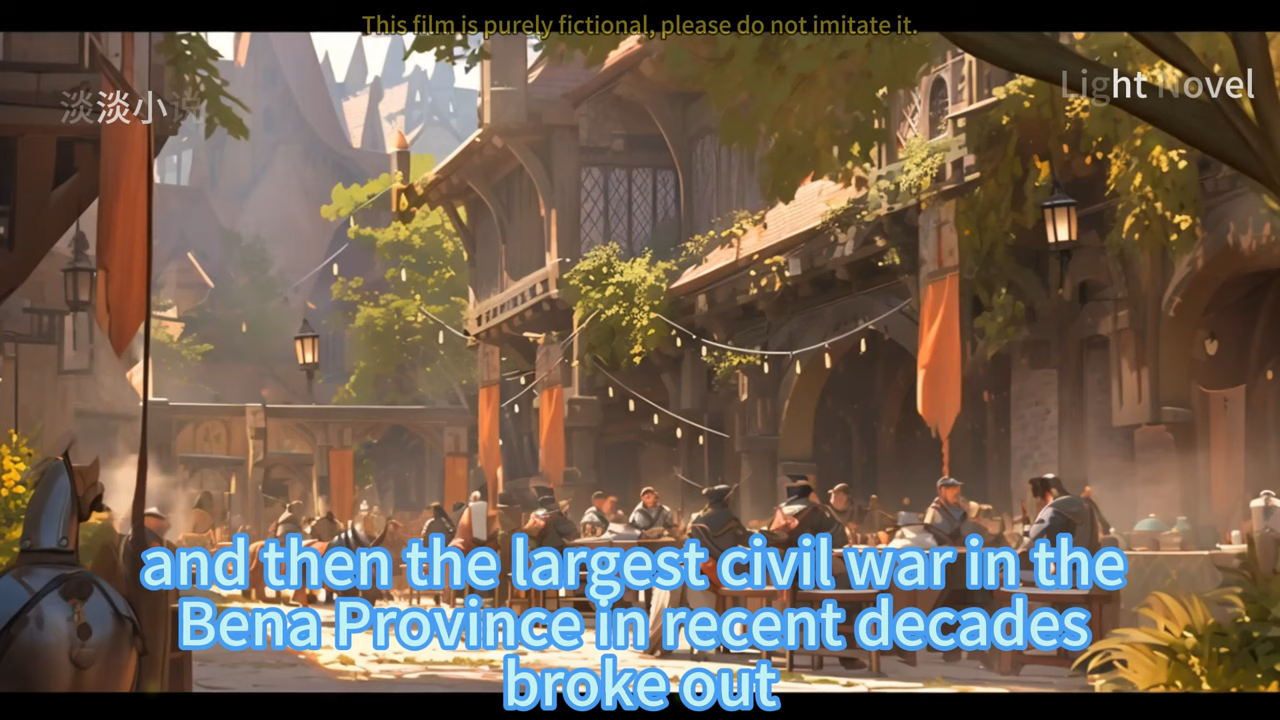 This film is purely fictional, please do not imitate it.
淡淡小说
Light Novel
and then the largest civil war in the
Bena Province in recent decades
broke out